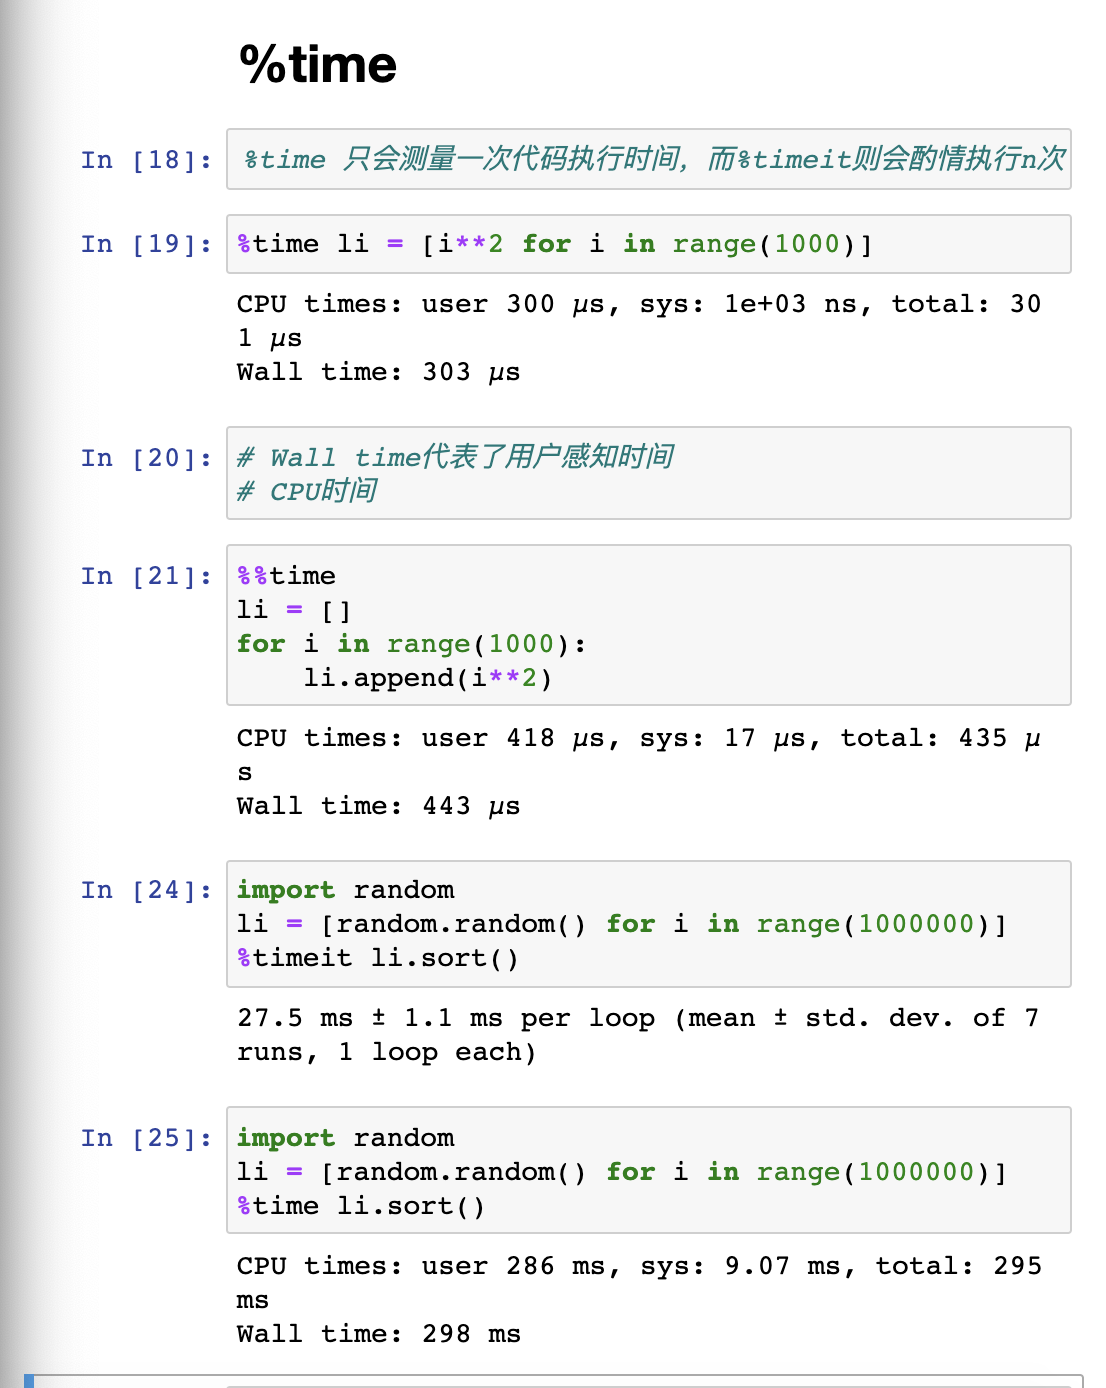 %time
In [18]: %time 只会测量一次代码执行时间，而%timeit则会酌情执行n次
In [19]: %time li = [i**2 for i in range(1000)]
CPU times: user 300 µs, sys: 1e+03 ns, total: 30
1 µs
Wall time: 303 µs
In [20]: # Wall time代表了用户感知时间
# CPU时间
In [21]: %%time
li = []
for i in range(1000):
    li.append(i**2)
CPU times: user 418 µs, sys: 17 µs, total: 435 µ
s
Wall time: 443 µs
In [24]: import random
li = [random.random() for i in range(1000000)]
%timeit li.sort()
27.5 ms ± 1.1 ms per loop (mean ± std. dev. of 7
runs, 1 loop each)
In [25]: import random
li = [random.random() for i in range(1000000)]
%time li.sort()
CPU times: user 286 ms, sys: 9.07 ms, total: 295
ms
Wall time: 298 ms